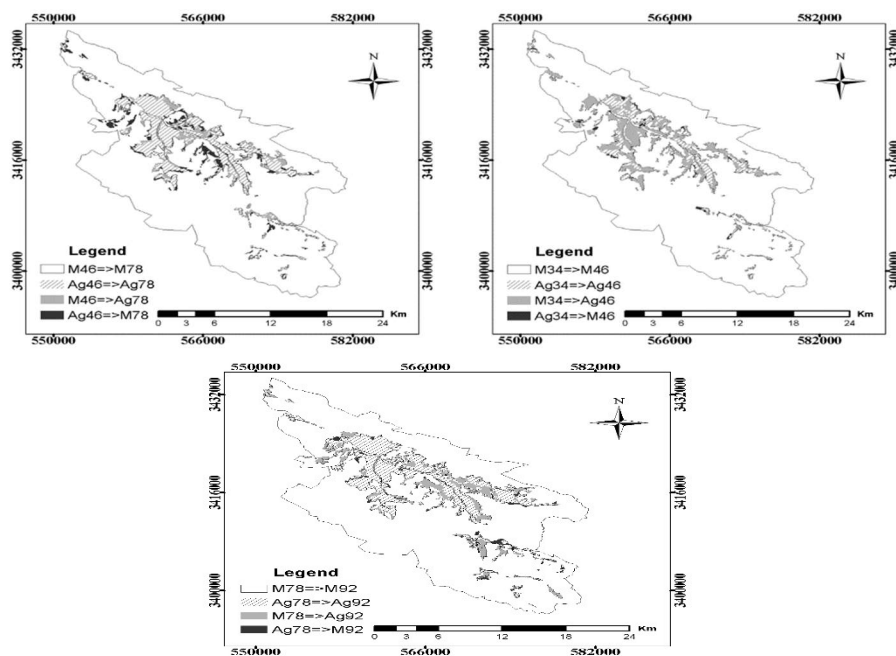 550000 566000 582000
3432000
3416000
3400000
N
Legend
M46=>M78
Ag46=>Ag78
M46=>Ag78
Ag46=>M78
Km
0 3 6 12 18 24
550000 566000 582000
550000 566000 582000
3432000
3416000
3400000
N
Legend
M34=>M46
Ag34=>Ag46
M34=>Ag46
Ag34=>M46
Km
0 3 6 12 18 24
550000 566000 582000
550000 566000 582000
3432000
3416000
3400000
N
Legend
M78=>M92
Ag78=>Ag92
M78=>Ag92
Ag78=>M92
Km
0 3 6 12 18 24
550000 566000 582000